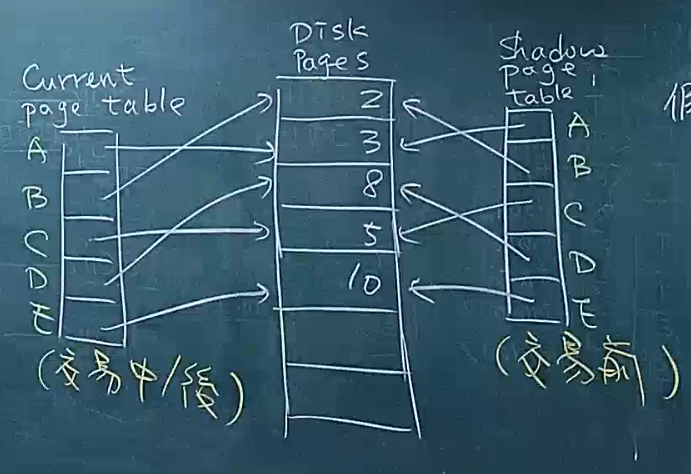 Current
page table
A
B
C
D
E
(交易中/後)
Disk
Pages
2
3
8
5
10
Shadow
page
table
A
B
C
D
E
(交易前)